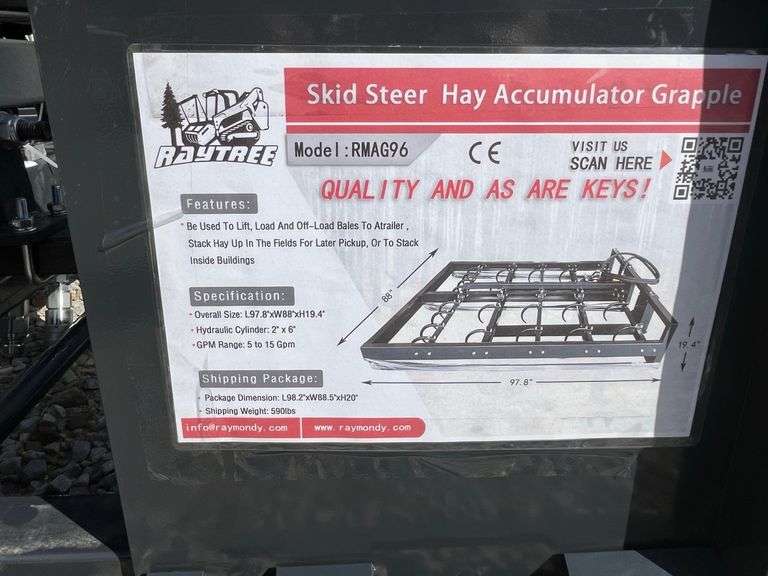 Skid Steer Hay Accumulator Grapple
RAYTREE
Model:RMAG96
CE
VISIT US
SCAN HERE
QUALITY AND AS ARE KEYS!
Features:
• Be Used To Lift, Load And Off-Load Bales To Atrailer ,
Stack Hay Up In The Fields For Later Pickup, Or To Stack
Inside Buildings
Specification:
• Overall Size: L97.8"xW88"xH19.4"
• Hydraulic Cylinder: 2" x 6"
• GPM Range: 5 to 15 Gpm
88"
19.4"
97.8"
Shipping Package:
• Package Dimension: L98.2"xW88.5"xH20"
• Shipping Weight: 590lbs
info@raymondy.com
www.raymondy.com